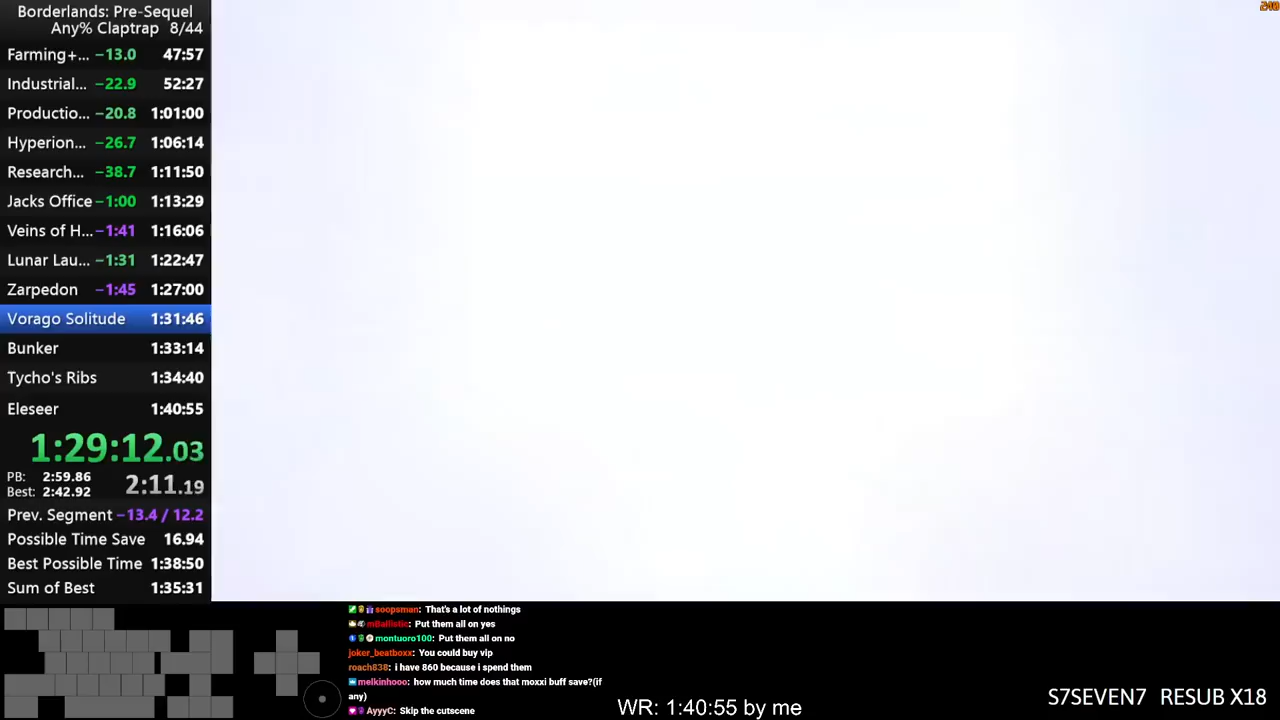 Borderlands: Pre-Sequel
Any% Claptrap 8/44
240
Farming+... −13.0 47:57
Industrial... −22.9 52:27
Productio... −20.8 1:01:00
Hyperion... −26.7 1:06:14
Research... −38.7 1:11:50
Jacks Office −1:00 1:13:29
Veins of H... −1:41 1:16:06
Lunar Lau... −1:31 1:22:47
Zarpedon −1:45 1:27:00
Vorago Solitude 1:31:46
Bunker 1:33:14
Tycho's Ribs 1:34:40
Eleseer 1:40:55
1:29:12.03
PB: 2:59.86
Best: 2:42.92
2:11.19
Prev. Segment −13.4 / 12.2
Possible Time Save 16.94
Best Possible Time 1:38:50
Sum of Best 1:35:31
soopsman: That's a lot of nothings
mBallistic: Put them all on yes
montuoro100: Put them all on no
joker_beatboxx: You could buy vip
roach838: i have 860 because i spend them
melkinhooo: how much time does that moxxi buff save?(if
any)
AyyyC: Skip the cutscene
WR: 1:40:55 by me
S7SEVEN7 RESUB X18